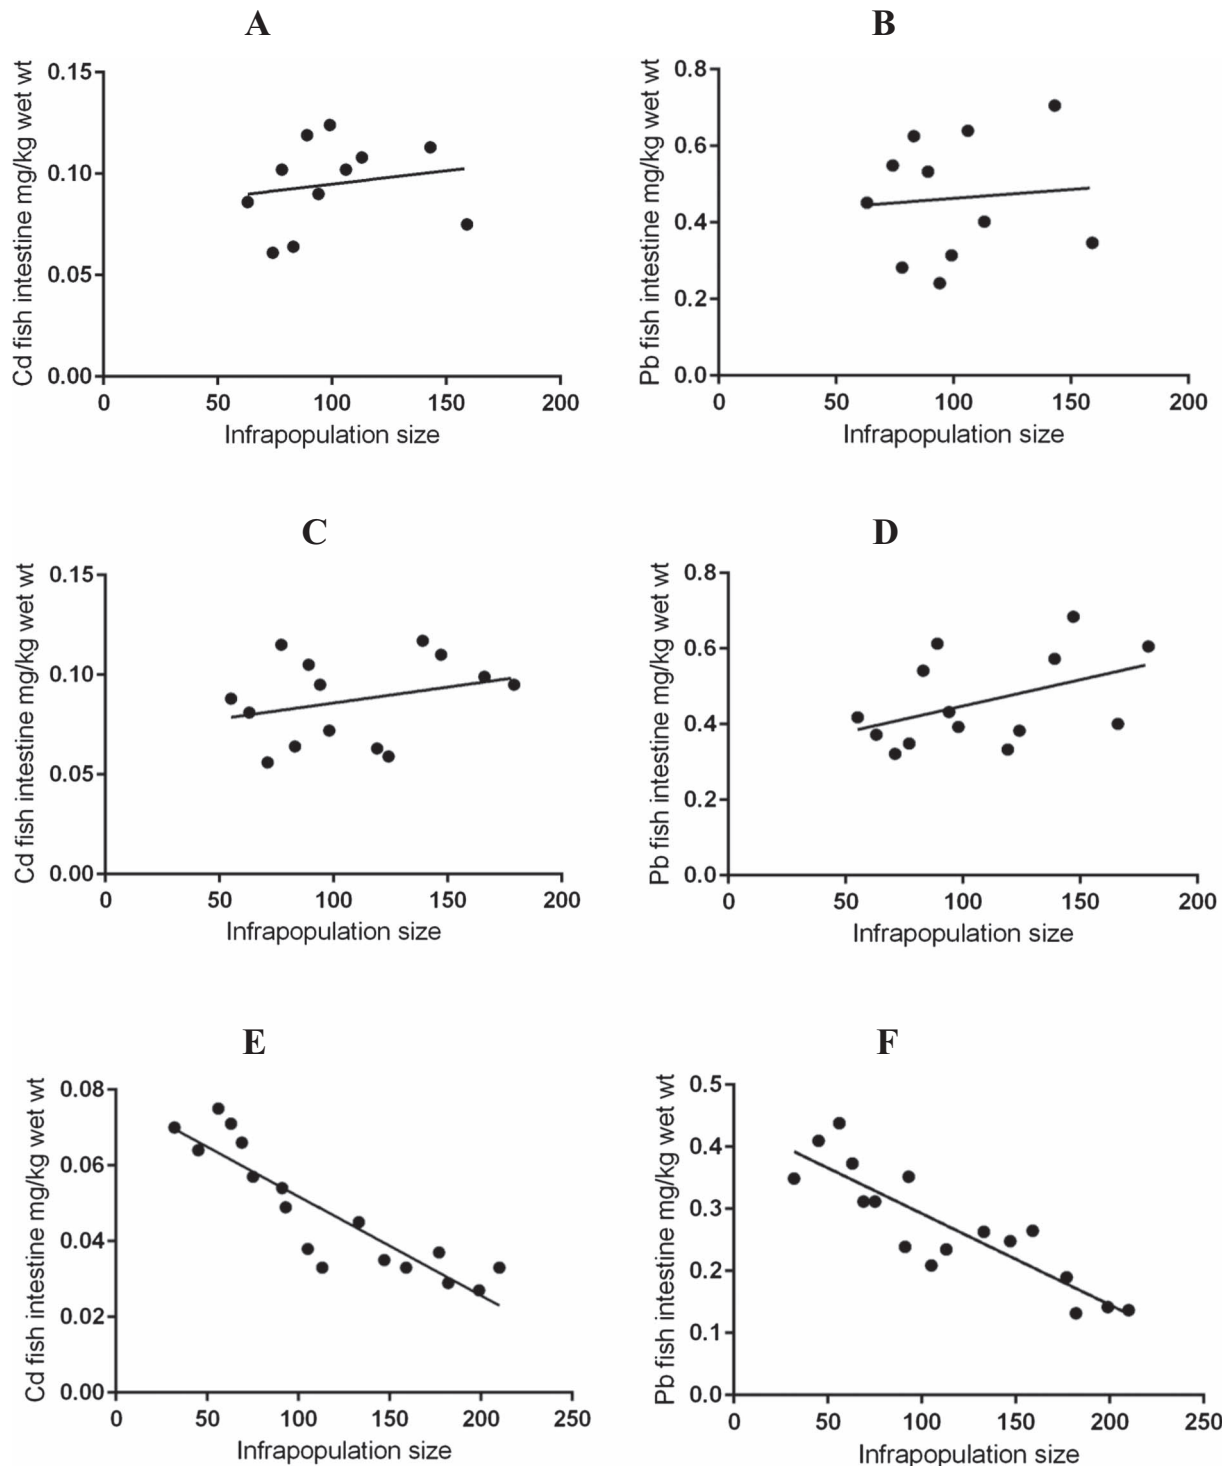 A
Cd fish intestine mg/kg wet wt
0.15
0.10
0.05
0.00
0 50 100 150 200
Infrapopulation size
B
Pb fish intestine mg/kg wet wt
0.8
0.6
0.4
0.2
0.0
0 50 100 150 200
Infrapopulation size
C
Cd fish intestine mg/kg wet wt
0.15
0.10
0.05
0.00
0 50 100 150 200
Infrapopulation size
D
Pb fish intestine mg/kg wet wt
0.8
0.6
0.4
0.2
0.0
0 50 100 150 200
Infrapopulation size
E
Cd fish intestine mg/kg wet wt
0.08
0.06
0.04
0.02
0.00
0 50 100 150 200 250
Infrapopulation size
F
Pb fish intestine mg/kg wet wt
0.5
0.4
0.3
0.2
0.1
0.0
0 50 100 150 200 250
Infrapopulation size